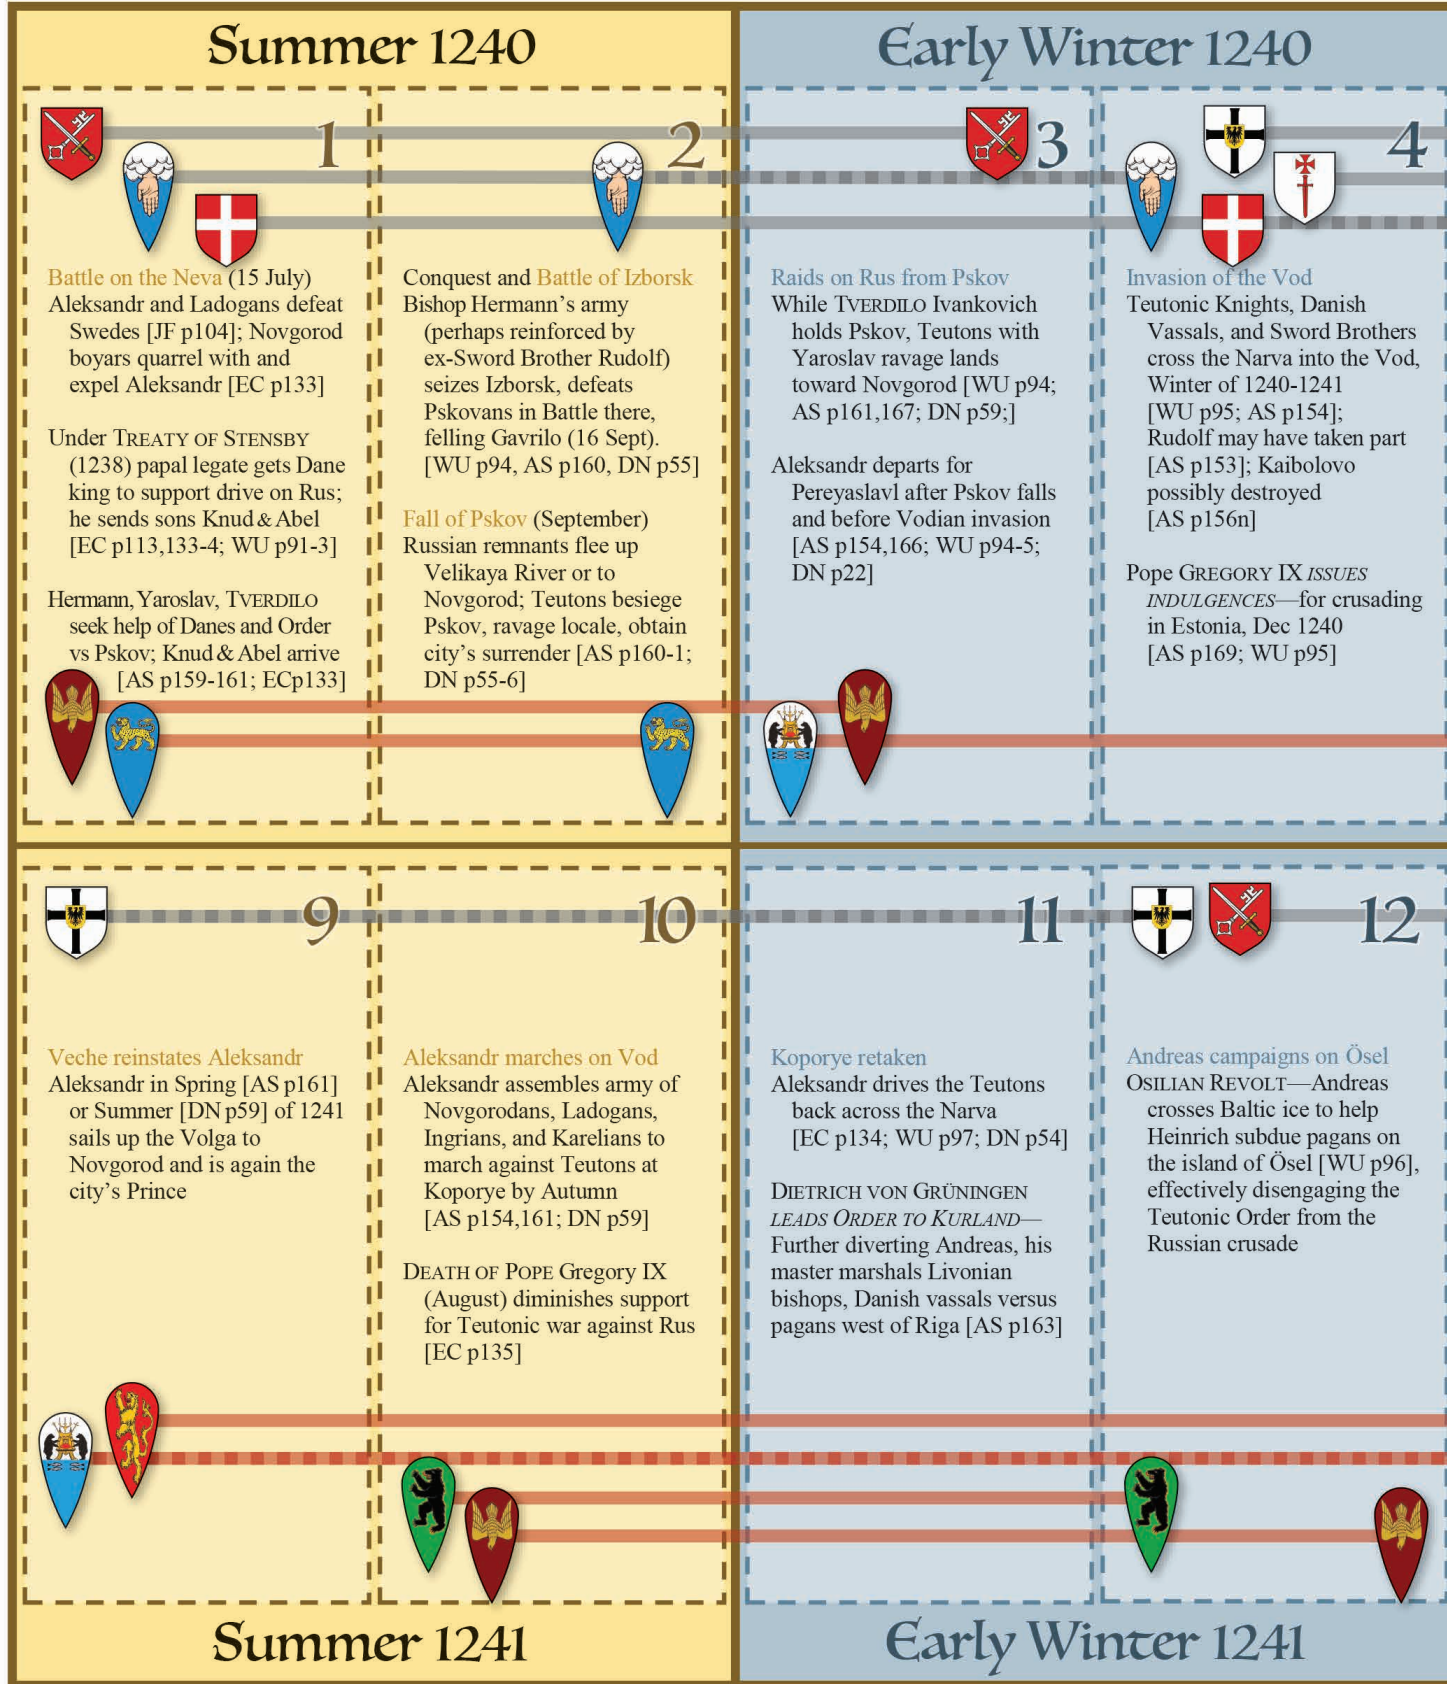 Summer 1240
1
Battle on the Neva (15 July)
Aleksandr and Ladogans defeat
Swedes [JF p104]; Novgorod
boyars quarrel with and
expel Aleksandr [EC p133]
Under TREATY OF STENSBY
(1238) papal legate gets Dane
king to support drive on Rus;
he sends sons Knud & Abel
[EC p113,133-4; WU p91-3]
Hermann, Yaroslav, TVERDILO
seek help of Danes and Order
vs Pskov; Knud & Abel arrive
[AS p159-161; ECp133]
2
Conquest and Battle of Izborsk
Bishop Hermann's army
(perhaps reinforced by
ex-Sword Brother Rudolf)
seizes Izborsk, defeats
Pskovans in Battle there,
felling Gavrilo (16 Sept).
[WU p94, AS p160, DN p55]
Fall of Pskov (September)
Russian remnants flee up
Velikaya River or to
Novgorod; Teutons besiege
Pskov, ravage locale, obtain
city's surrender [AS p160-1;
DN p55-6]
Early Winter 1240
3
Raids on Rus from Pskov
While TVERDILO Ivankovich
holds Pskov, Teutons with
Yaroslav ravage lands
toward Novgorod [WU p94;
AS p161,167; DN p59;]
Aleksandr departs for
Pereyaslavl after Pskov falls
and before Vodian invasion
[AS p154,166; WU p94-5;
DN p22]
4
Invasion of the Vod
Teutonic Knights, Danish
Vassals, and Sword Brothers
cross the Narva into the Vod,
Winter of 1240-1241
[WU p95; AS p154];
Rudolf may have taken part
[AS p153]; Kaibolovo
possibly destroyed
[AS p156n]
Pope GREGORY IX ISSUES
INDULGENCES—for crusading
in Estonia, Dec 1240
[AS p169; WU p95]
9
Veche reinstates Aleksandr
Aleksandr in Spring [AS p161]
or Summer [DN p59] of 1241
sails up the Volga to
Novgorod and is again the
city's Prince
10
Aleksandr marches on Vod
Aleksandr assembles army of
Novgorodans, Ladogans,
Ingrians, and Karelians to
march against Teutons at
Koporye by Autumn
[AS p154,161; DN p59]
DEATH OF POPE Gregory IX
(August) diminishes support
for Teutonic war against Rus
[EC p135]
Summer 1241
11
Koporye retaken
Aleksandr drives the Teutons
back across the Narva
[EC p134; WU p97; DN p54]
DIETRICH VON GRÜNINGEN
LEADS ORDER TO KURLAND—
Further diverting Andreas, his
master marshals Livonian
bishops, Danish vassals versus
pagans west of Riga [AS p163]
12
Andreas campaigns on Ösel
OSILIAN REVOLT—Andreas
crosses Baltic ice to help
Heinrich subdue pagans on
the island of Ösel [WU p96],
effectively disengaging the
Teutonic Order from the
Russian crusade
Early Winter 1241